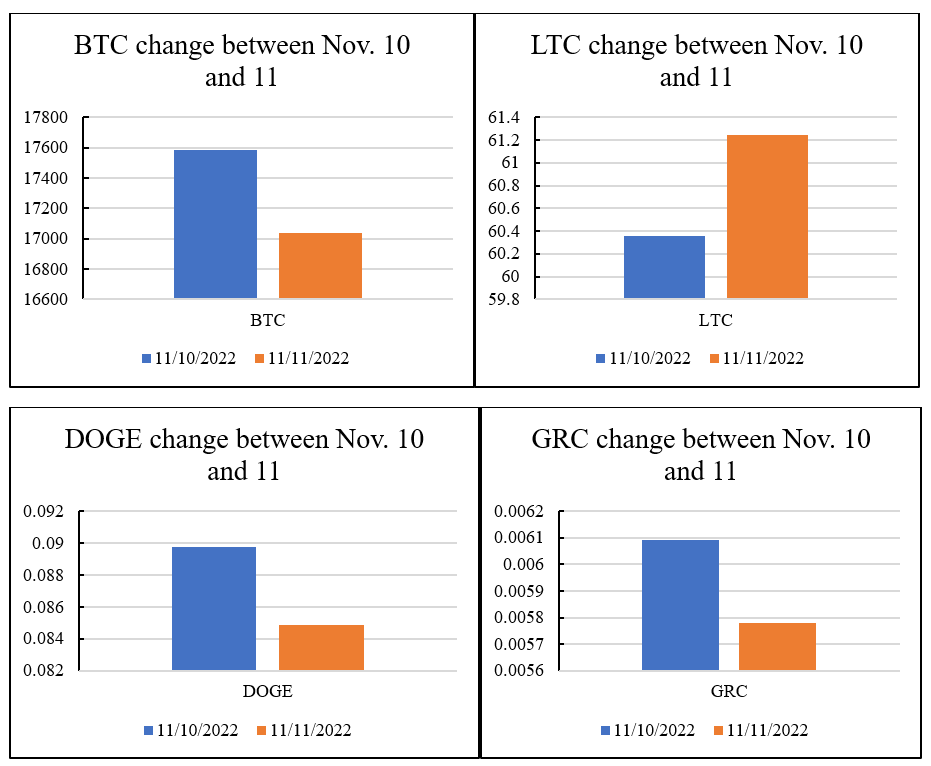 BTC change between Nov. 10
and 11
17800
17600
17400
17200
17000
16800
16600
BTC
11/10/2022 11/11/2022
LTC change between Nov. 10
and 11
61.4
61.2
61
60.8
60.6
60.4
60.2
60
59.8
LTC
11/10/2022 11/11/2022
DOGE change between Nov. 10
and 11
0.092
0.09
0.088
0.086
0.084
0.082
DOGE
11/10/2022 11/11/2022
GRC change between Nov. 10
and 11
0.0062
0.0061
0.006
0.0059
0.0058
0.0057
0.0056
GRC
11/10/2022 11/11/2022